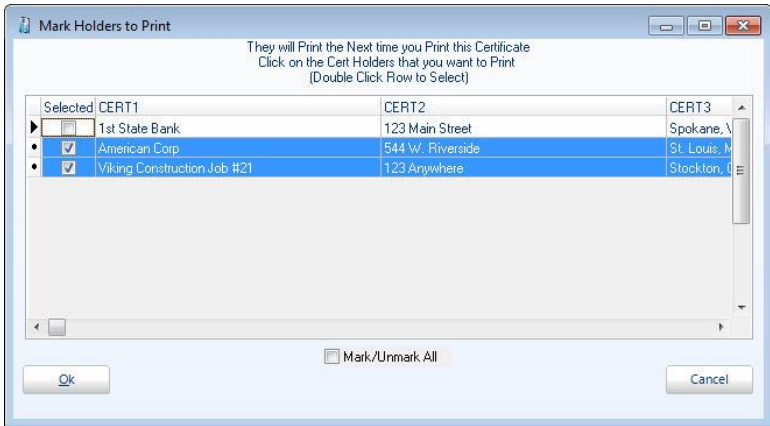 Mark Holders to Print
They will Print the Next time you Print this Certificate
Click on the Cert Holders that you want to Print
(Double Click Row to Select)
Selected CERT1 CERT2 CERT3
1st State Bank 123 Main Street Spokane,
American Corp 544 W. Riverside St. Louis,
Viking Construction Job #21 123 Anywhere Stockton,
Mark/Unmark All
Ok Cancel